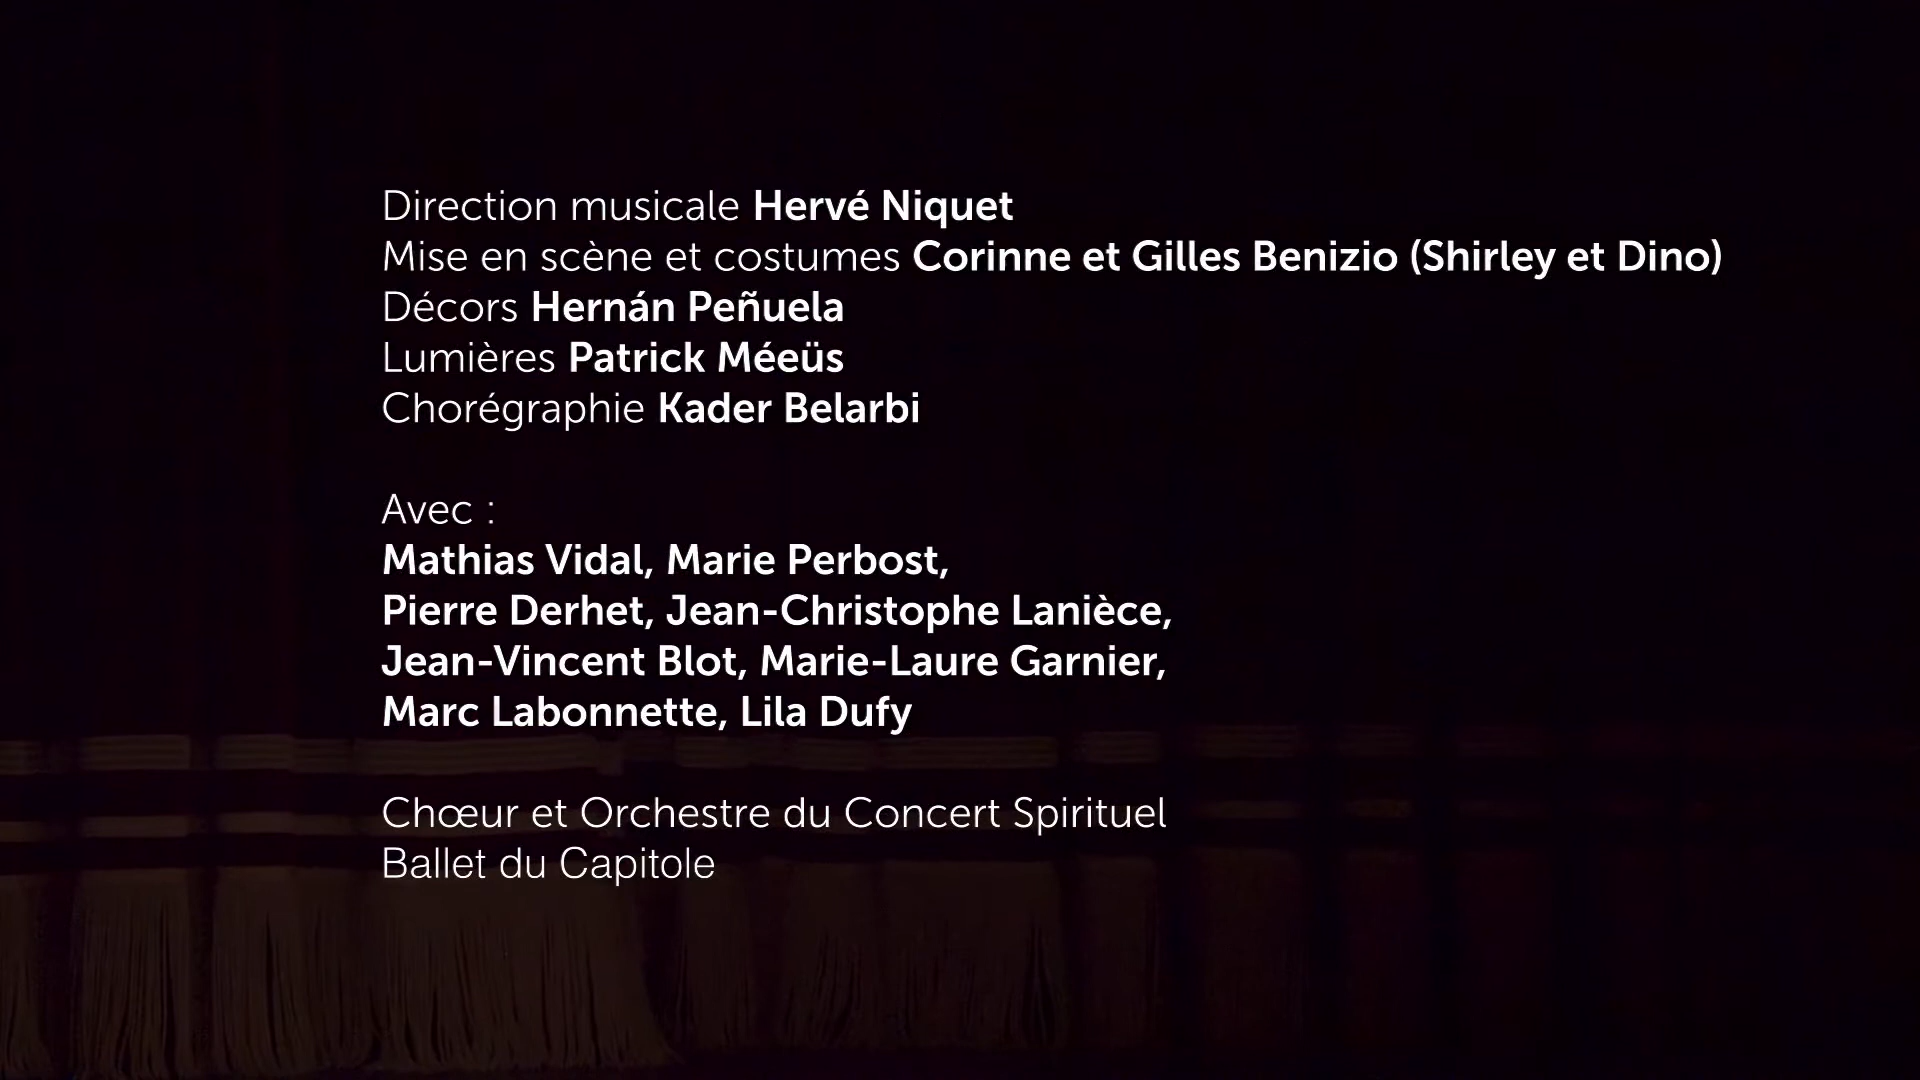 Direction musicale Hervé Niquet
Mise en scène et costumes Corinne et Gilles Benizio (Shirley et Dino)
Décors Hernán Peñuela
Lumières Patrick Méeüs
Chorégraphie Kader Belarbi
Avec :
Mathias Vidal, Marie Perbost,
Pierre Derhet, Jean-Christophe Lanièce,
Jean-Vincent Blot, Marie-Laure Garnier,
Marc Labonnette, Lila Dufy
Chœur et Orchestre du Concert Spirituel
Ballet du Capitole